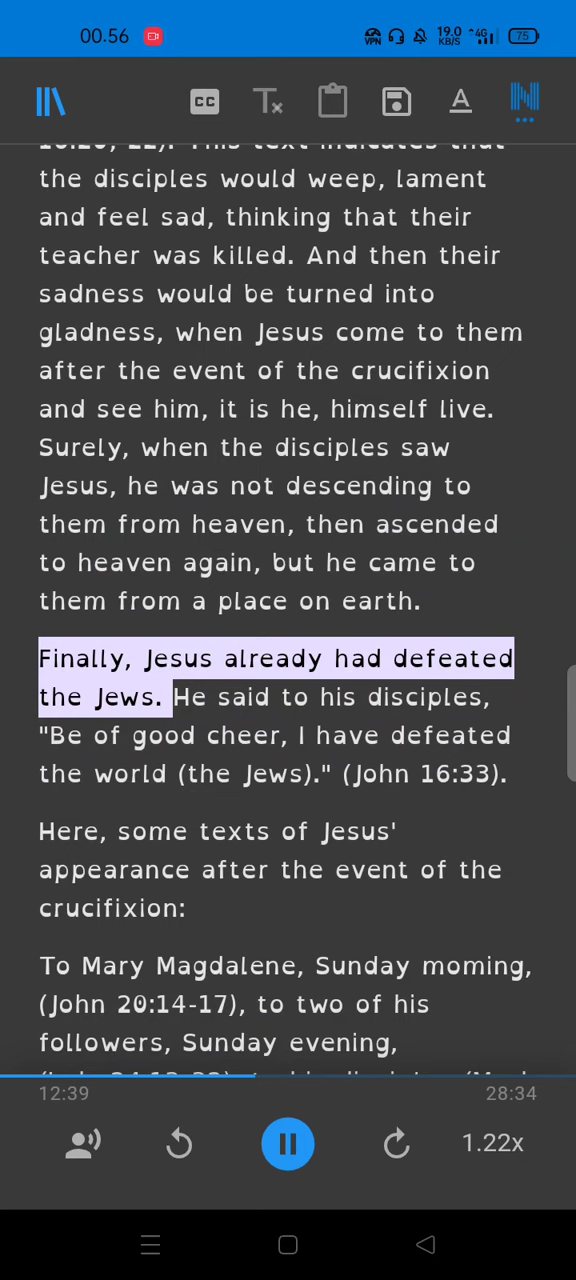 00.56 VPN 19.0 KB/S 4G 75
CC
the disciples would weep, lament
and feel sad, thinking that their
teacher was killed. And then their
sadness would be turned into
gladness, when Jesus come to them
after the event of the crucifixion
and see him, it is he, himself live.
Surely, when the disciples saw
Jesus, he was not descending to
them from heaven, then ascended
to heaven again, but he came to
them from a place on earth.
Finally, Jesus already had defeated
the Jews. He said to his disciples,
"Be of good cheer, I have defeated
the world (the Jews)." (John 16:33).
Here, some texts of Jesus'
appearance after the event of the
crucifixion:
To Mary Magdalene, Sunday moming,
(John 20:14-17), to two of his
followers, Sunday evening,
12:39 28:34
1.22x